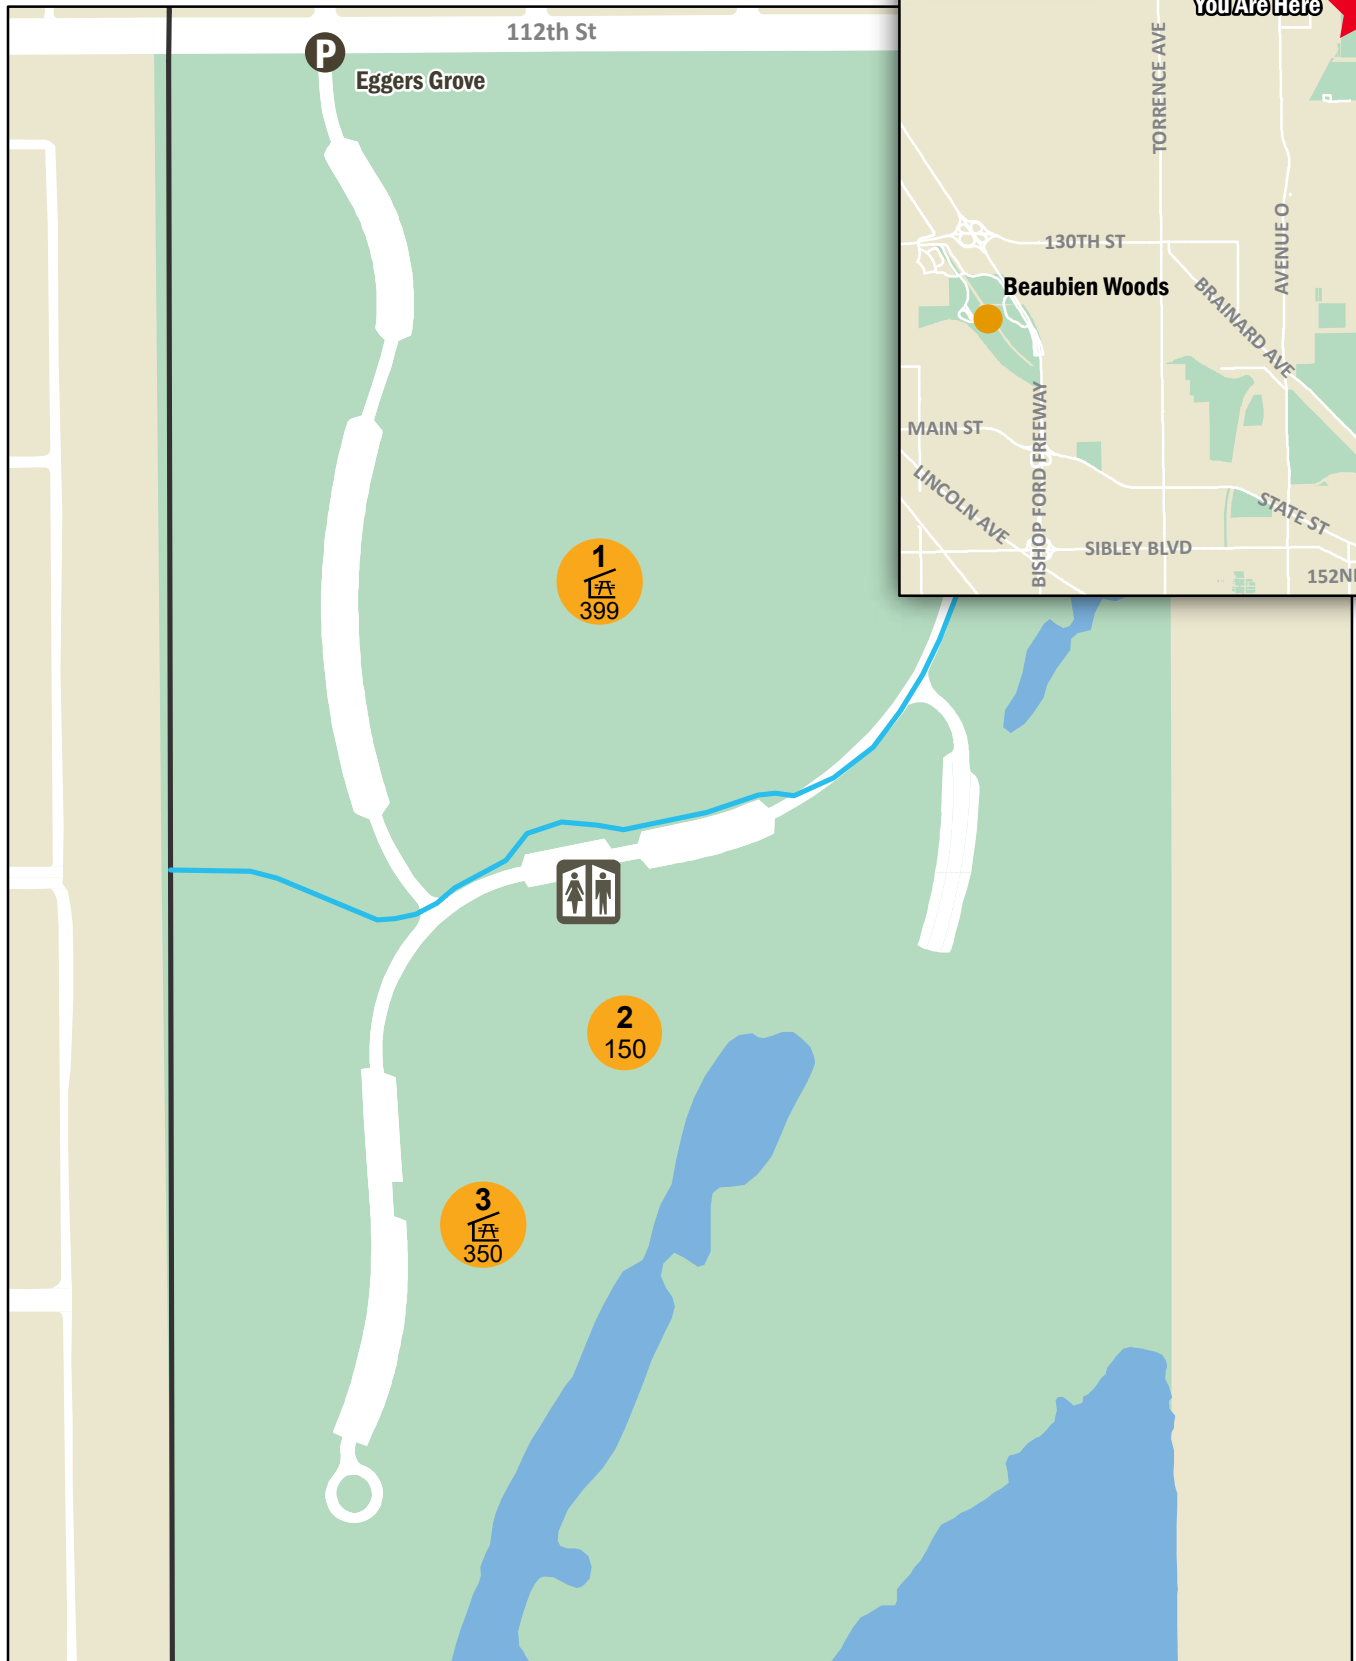 112th St
P
Eggers Grove
You Are Here
TORRENCE AVE
AVENUE O
130TH ST
Beaubien Woods
BRAINARD AVE
MAIN ST
BISHOP FORD FREEWAY
LINCOLN AVE
STATE ST
SIBLEY BLVD
1
399
2
150
3
350